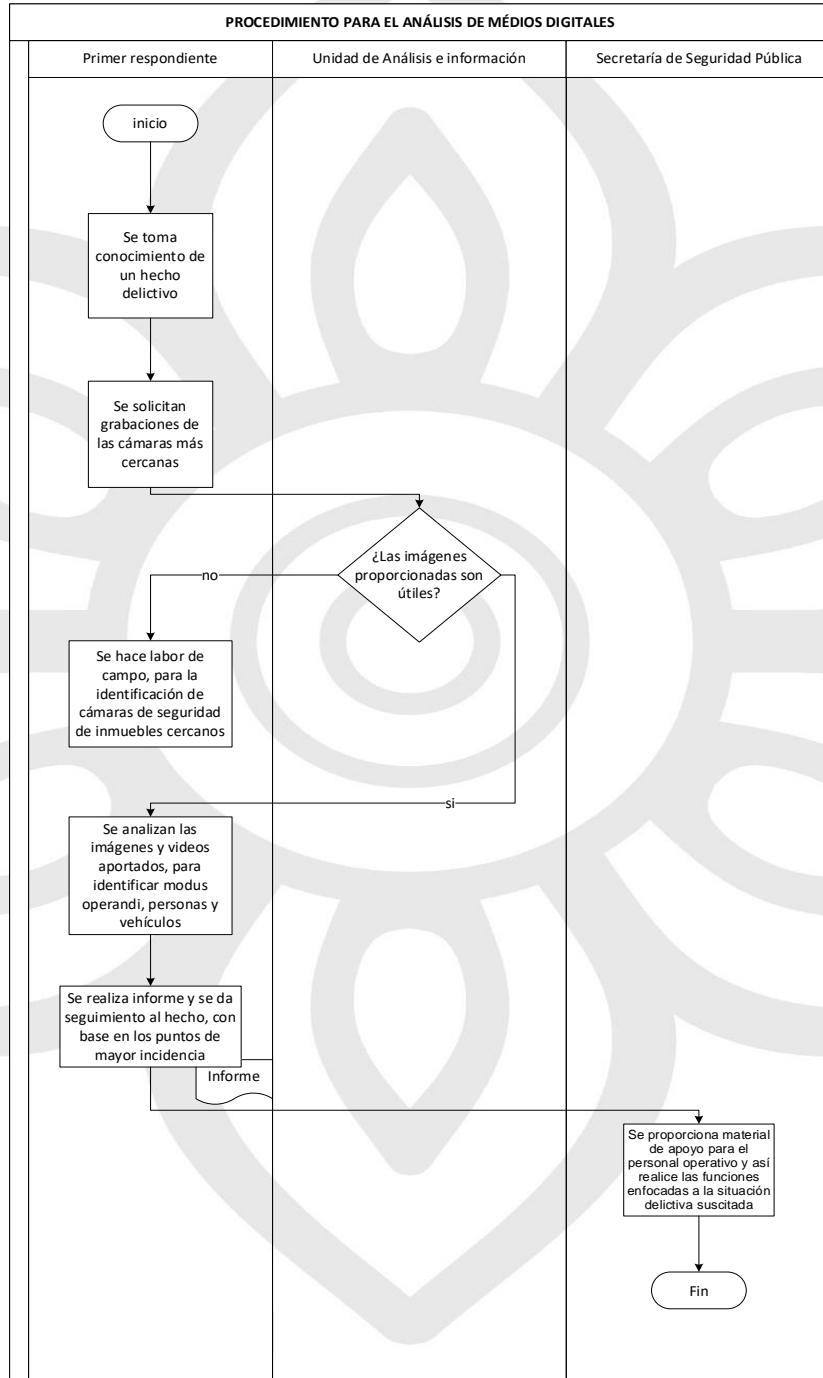 PROCEDIMIENTO PARA EL ANÁLISIS DE MÉDIOS DIGITALES
Primer respondiente
Unidad de Análisis e información
Secretaría de Seguridad Pública
inicio
Se toma
conocimiento de
un hecho
delictivo
Se solicitan
grabaciones de
las cámaras más
cercanas
¿Las imágenes
proporcionadas son
útiles?
no
Se hace labor de
campo, para la
identificación de
cámaras de seguridad
de inmuebles cercanos
si
Se analizan las
imágenes y videos
aportados, para
identificar modus
operandi, personas y
vehículos
Se realiza informe y se da
seguimiento al hecho, con
base en los puntos de
mayor incidencia
Informe
Se proporciona material
de apoyo para el
personal operativo y así
realice las funciones
enfocadas a la situación
delictiva suscitada
Fin